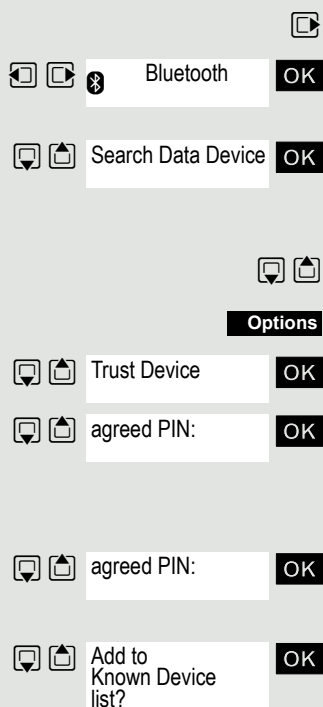 Bluetooth OK
Search Data Device OK
Options
Trust Device OK
agreed PIN: OK
agreed PIN: OK
Add to OK
Known Device
list?